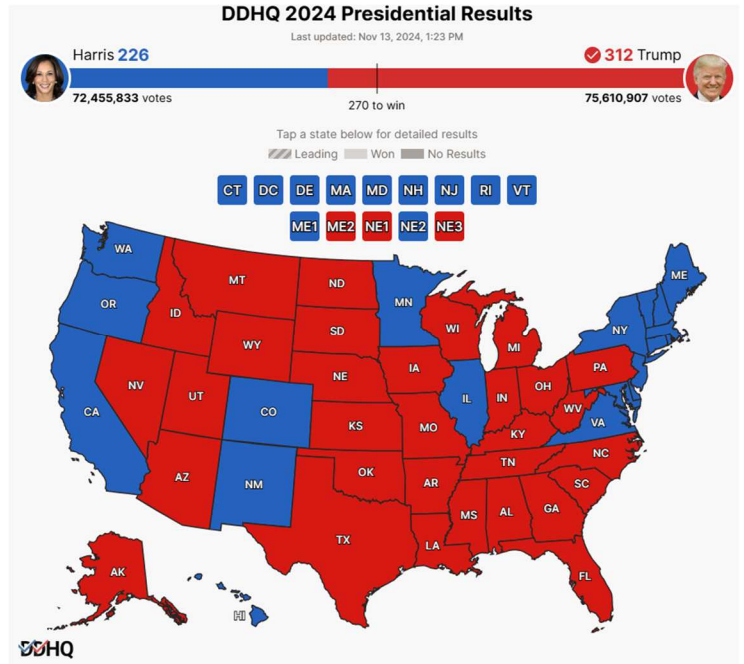 DDHQ 2024 Presidential Results
Last updated: Nov 13, 2024, 1:23 PM
Harris 226
312 Trump
72,455,833 votes
270 to win
75,610,907 votes
Tap a state below for detailed results
Leading Won No Results
CT DC DE MA MD NH NJ RI VT
ME1 ME2 NE1 NE2 NE3
WA
ME
MT
ND
OR
MN
ID
SD
WI
NY
WY
MI
IA
PA
NE
NV
UT
IL
IN
OH
CO
WV
CA
KS
MO
VA
KY
NC
TN
OK
AZ
NM
AR
SC
MS
AL
GA
TX
LA
AK
FL
HI
DDHQ